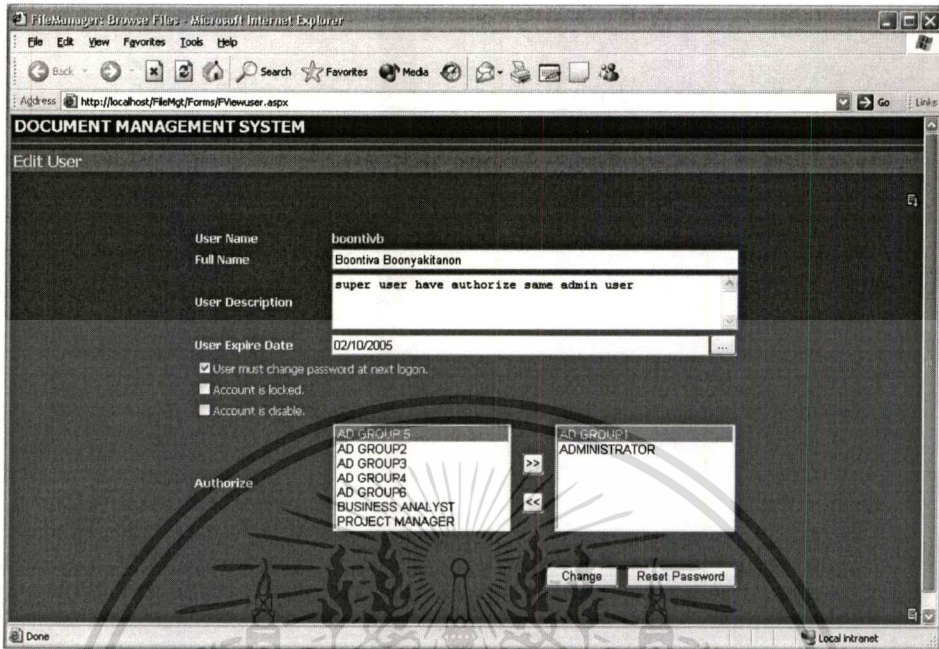 FileManager: Browse Files - Microsoft Internet Explorer
File Edit View Favorites Tools Help
Back Search Favorites Media
Address http://localhost/FileMgt/Forms/FViewuser.aspx Go Links
DOCUMENT MANAGEMENT SYSTEM
Edit User
User Name boontivb
Full Name Boontiva Boonyakitanon
User Description super user have authorize same admin user
User Expire Date 02/10/2005 ...
User must change password at next logon.
Account is locked.
Account is disable.
Authorize
AD GROUP 5
AD GROUP2
AD GROUP3
AD GROUP4
AD GROUP6
BUSINESS ANALYST
PROJECT MANAGER
>>
<<
AD GROUP1
ADMINISTRATOR
Change Reset Password
Done Local intranet